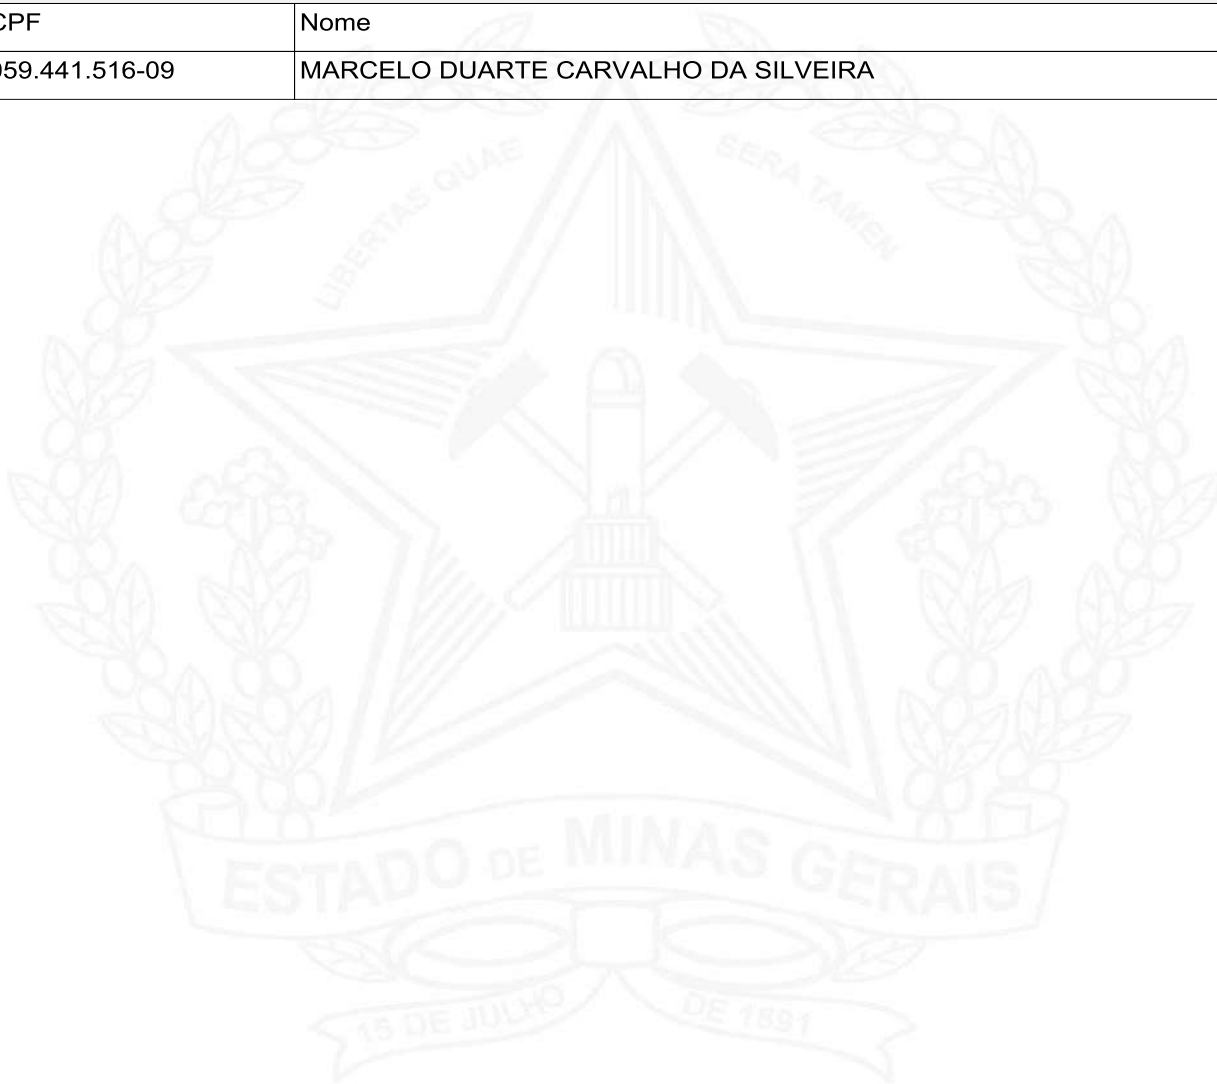 CPF Nome
059.441.516-09 MARCELO DUARTE CARVALHO DA SILVEIRA
LIBERTAS QUAE SERA TAMEN
ESTADO DE MINAS GERAIS
15 DE JULHO DE 1891